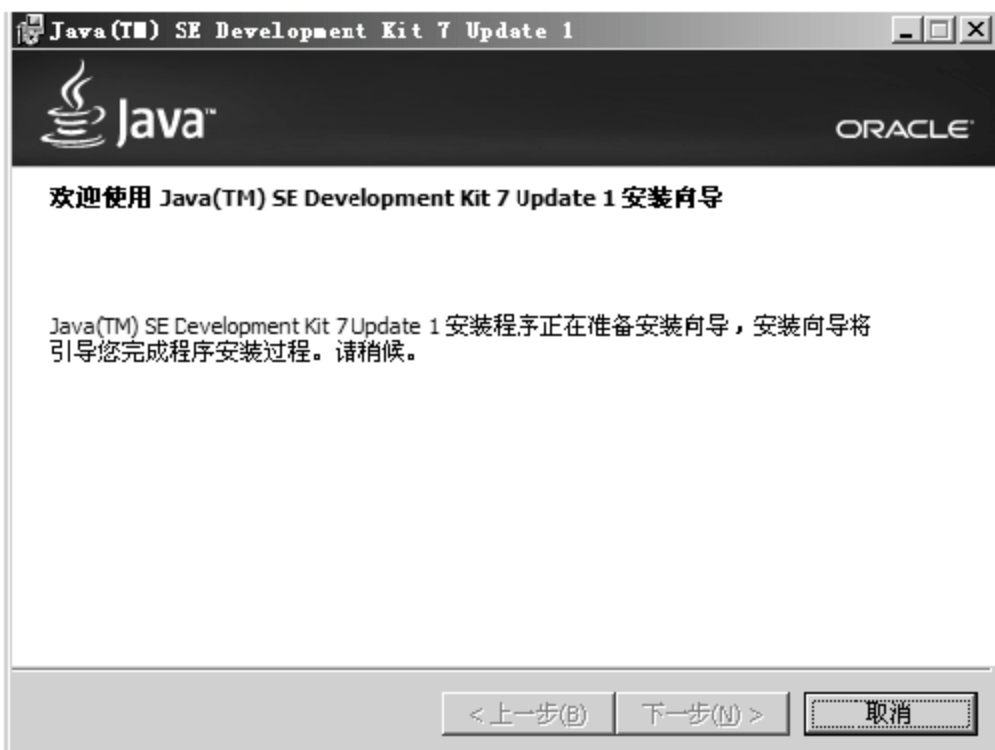 Java(TM) SE Development Kit 7 Update 1
Java™
ORACLE®
欢迎使用 Java(TM) SE Development Kit 7 Update 1 安装向导
Java(TM) SE Development Kit 7 Update 1 安装程序正在准备安装向导，安装向导将
引导您完成程序安装过程。请稍候。
< 上一步(B)
下一步(N) >
取消